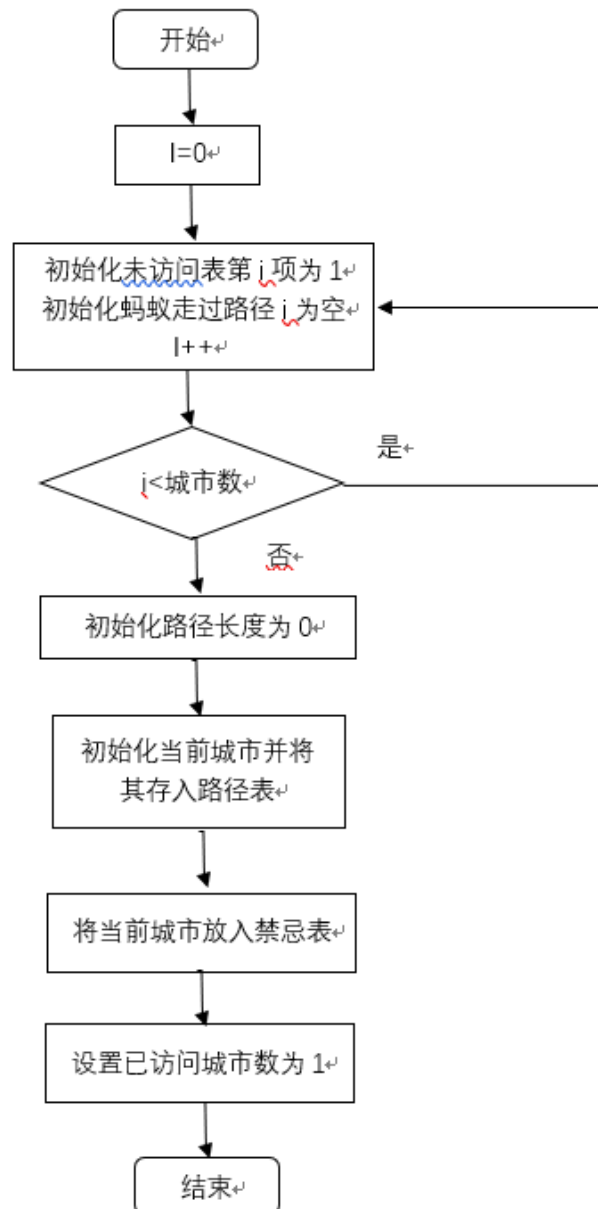 开始
I=0
初始化未访问表第 i 项为 1
初始化蚂蚁走过路径 i 为空
I++
是
i<城市数
否
初始化路径长度为 0
初始化当前城市并将
其存入路径表
将当前城市放入禁忌表
设置已访问城市数为 1
结束